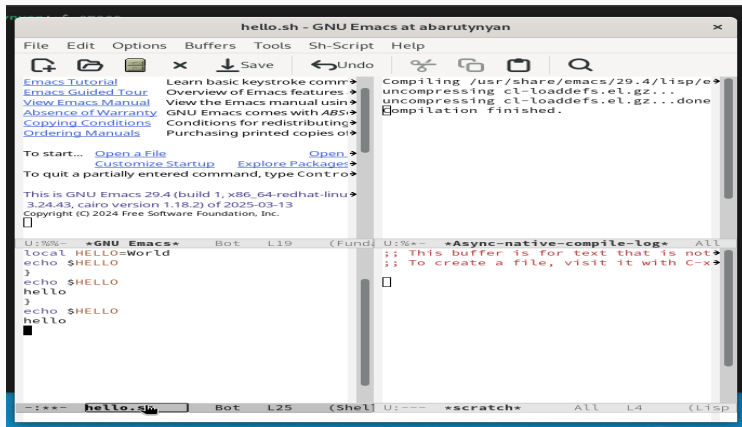 hello.sh - GNU Emacs at abarutynyan
File Edit Options Buffers Tools Sh-Script Help
Save Undo
Emacs Tutorial Learn basic keystroke comm
Emacs Guided Tour Overview of Emacs features
View Emacs Manual View the Emacs manual usin
Absence of Warranty GNU Emacs comes with ABS
Copying Conditions Conditions for redistributing
Ordering Manuals Purchasing printed copies of
To start... Open a File Open
Customize Startup Explore Packages
To quit a partially entered command, type Contro
This is GNU Emacs 29.4 (build 1, x86_64-redhat-linu
3.24.43, cairo version 1.18.2) of 2025-03-13
Copyright (C) 2024 Free Software Foundation, Inc.
U:%%- *GNU Emacs* Bot L19 (Funda
Compiling /usr/share/emacs/29.4/lisp/e
uncompressing cl-loaddefs.el.gz...
uncompressing cl-loaddefs.el.gz...done
Compilation finished.
U:%*- *Async-native-compile-log* All
local HELLO=World
echo $HELLO
}
echo $HELLO
hello
}
echo $HELLO
hello
-:**- hello.sh Bot L25 (Shel
;; This buffer is for text that is not
;; To create a file, visit it with C-x
U:--- *scratch* All L4 (Lisp